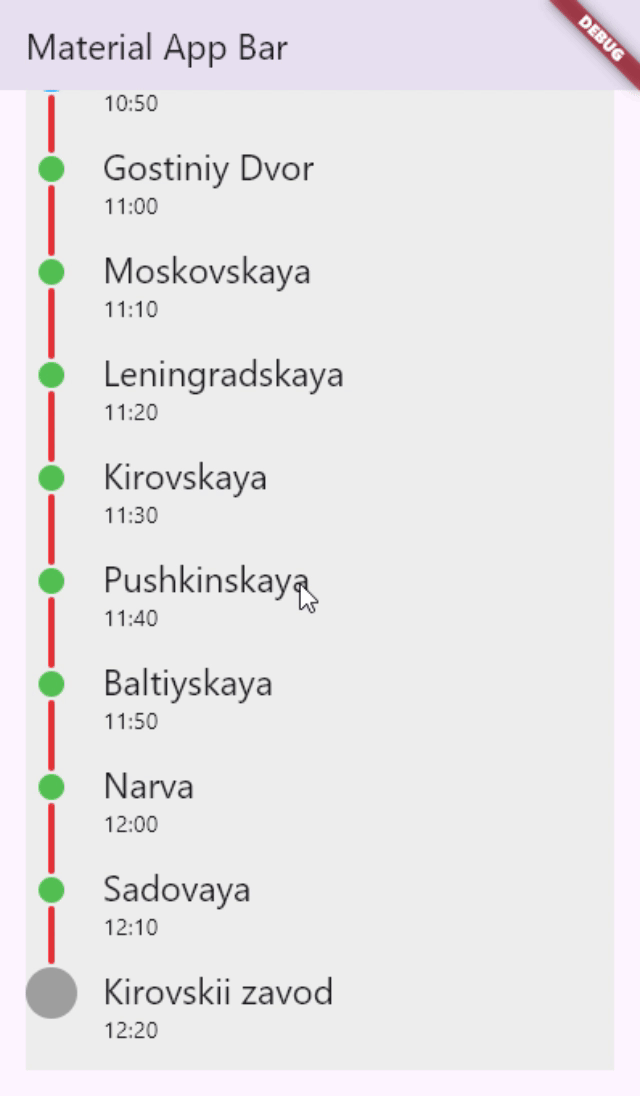 Material App Bar
DEBUG
10:50
Gostiniy Dvor
11:00
Moskovskaya
11:10
Leningradskaya
11:20
Kirovskaya
11:30
Pushkinskaya
11:40
Baltiyskaya
11:50
Narva
12:00
Sadovaya
12:10
Kirovskii zavod
12:20